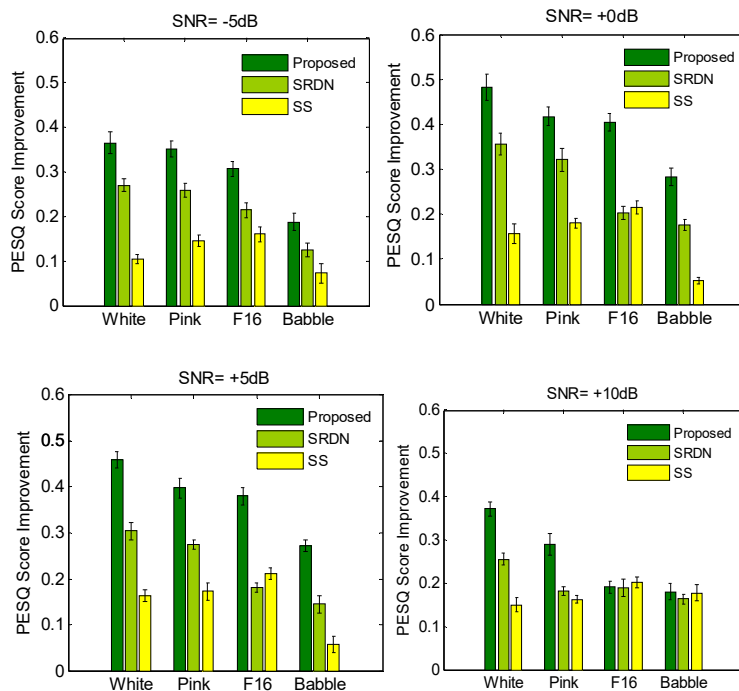 SNR= -5dB
0.6
0.5
0.4
0.3
0.2
0.1
0
PESQ Score Improvement
Proposed
SRDN
SS
White Pink F16 Babble
SNR= +0dB
0.6
0.5
0.4
0.3
0.2
0.1
0
PESQ Score Improvement
Proposed
SRDN
SS
White Pink F16 Babble
SNR= +5dB
0.6
0.5
0.4
0.3
0.2
0.1
0
PESQ Score Improvement
Proposed
SRDN
SS
White Pink F16 Babble
SNR= +10dB
0.6
0.5
0.4
0.3
0.2
0.1
0
PESQ Score Improvement
Proposed
SRDN
SS
White Pink F16 Babble